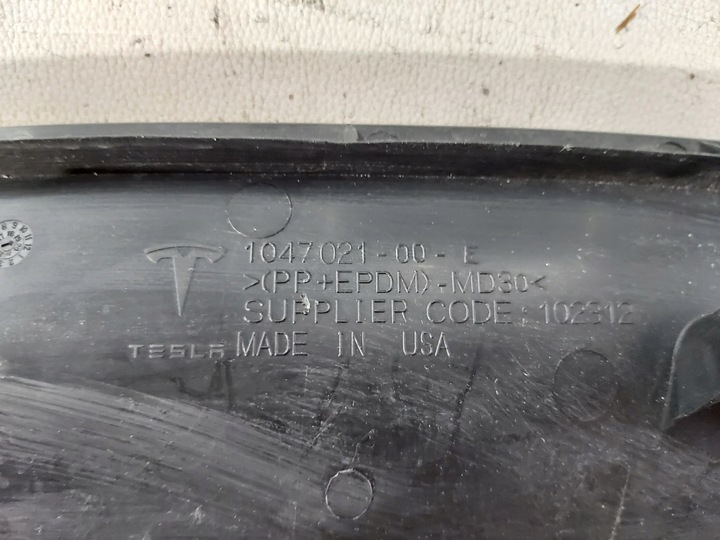 1047021-00-E
>(PP+EPDM)-MD30<
SUPPLIER CODE:102312
TESLA MADE IN USA